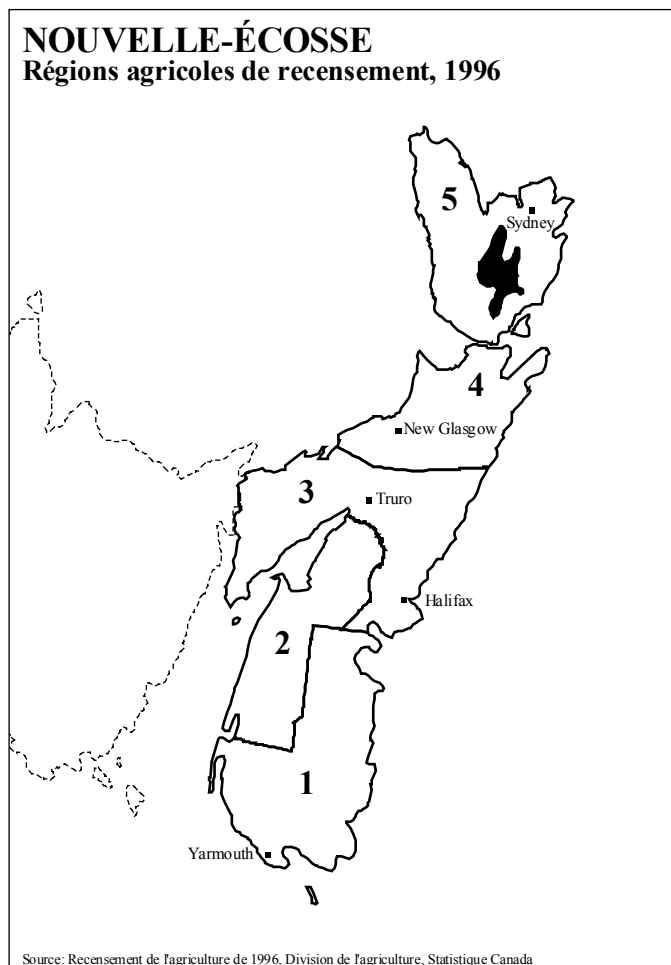 NOUVELLE-ÉCOSSE
Régions agricoles de recensement, 1996
5
Sydney
4
New Glasgow
3
Truro
Halifax
2
1
Yarmouth
Source: Recensement de l'agriculture de 1996, Division de l'agriculture, Statistique Canada